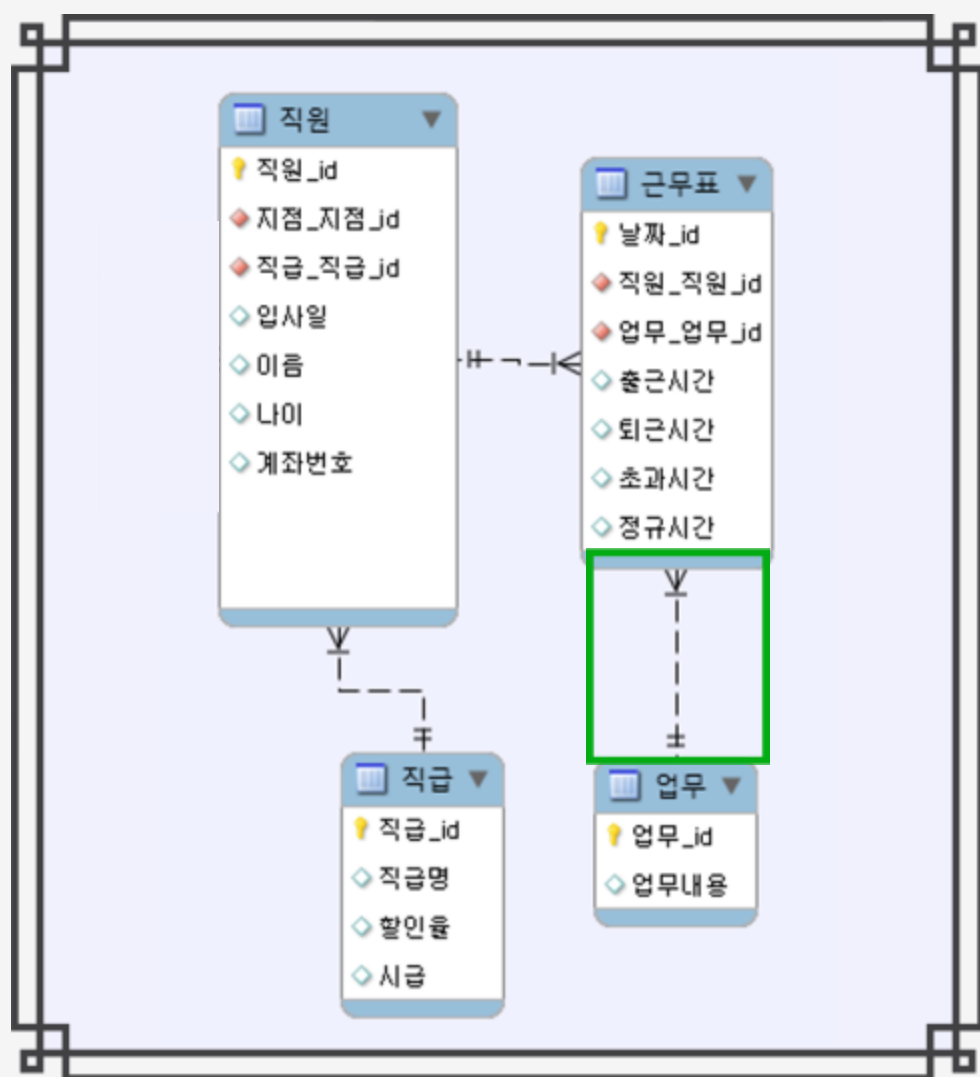 직원
직원_id
지점_지점_id
직급_직급_id
입사일
이름
나이
계좌번호
근무표
날짜_id
직원_직원_id
업무_업무_id
출근시간
퇴근시간
초과시간
정규시간
직급
직급_id
직급명
할인율
시급
업무
업무_id
업무내용